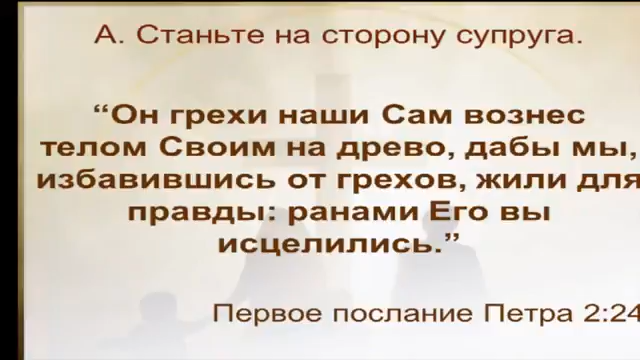 А. Станьте на сторону супруга.
“Он грехи наши Сам вознес
телом Своим на древо, дабы мы,
избавившись от грехов, жили для
правды: ранами Его вы
исцелились.”
Первое послание Петра 2:24